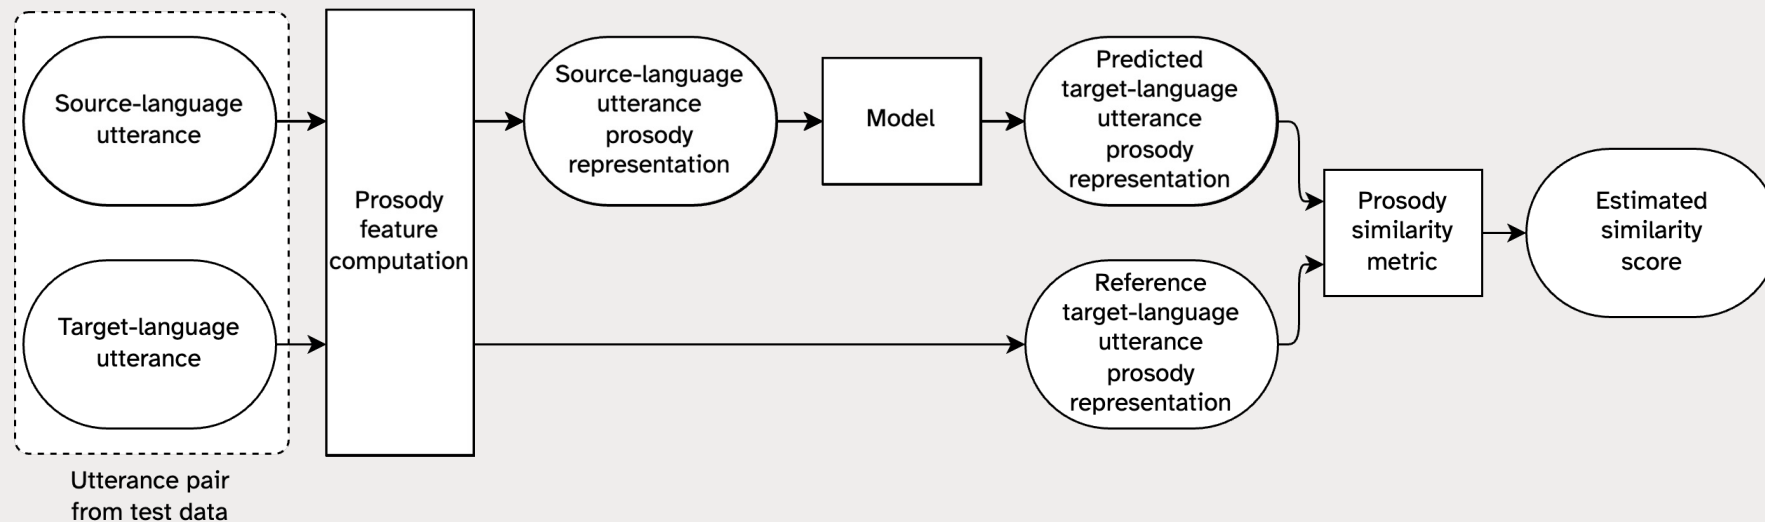 Source-language
utterance
Target-language
utterance
Utterance pair
from test data
Prosody
feature
computation
Source-language
utterance
prosody
representation
Model
Predicted
target-language
utterance
prosody
representation
Reference
target-language
utterance
prosody
representation
Prosody
similarity
metric
Estimated
similarity
score